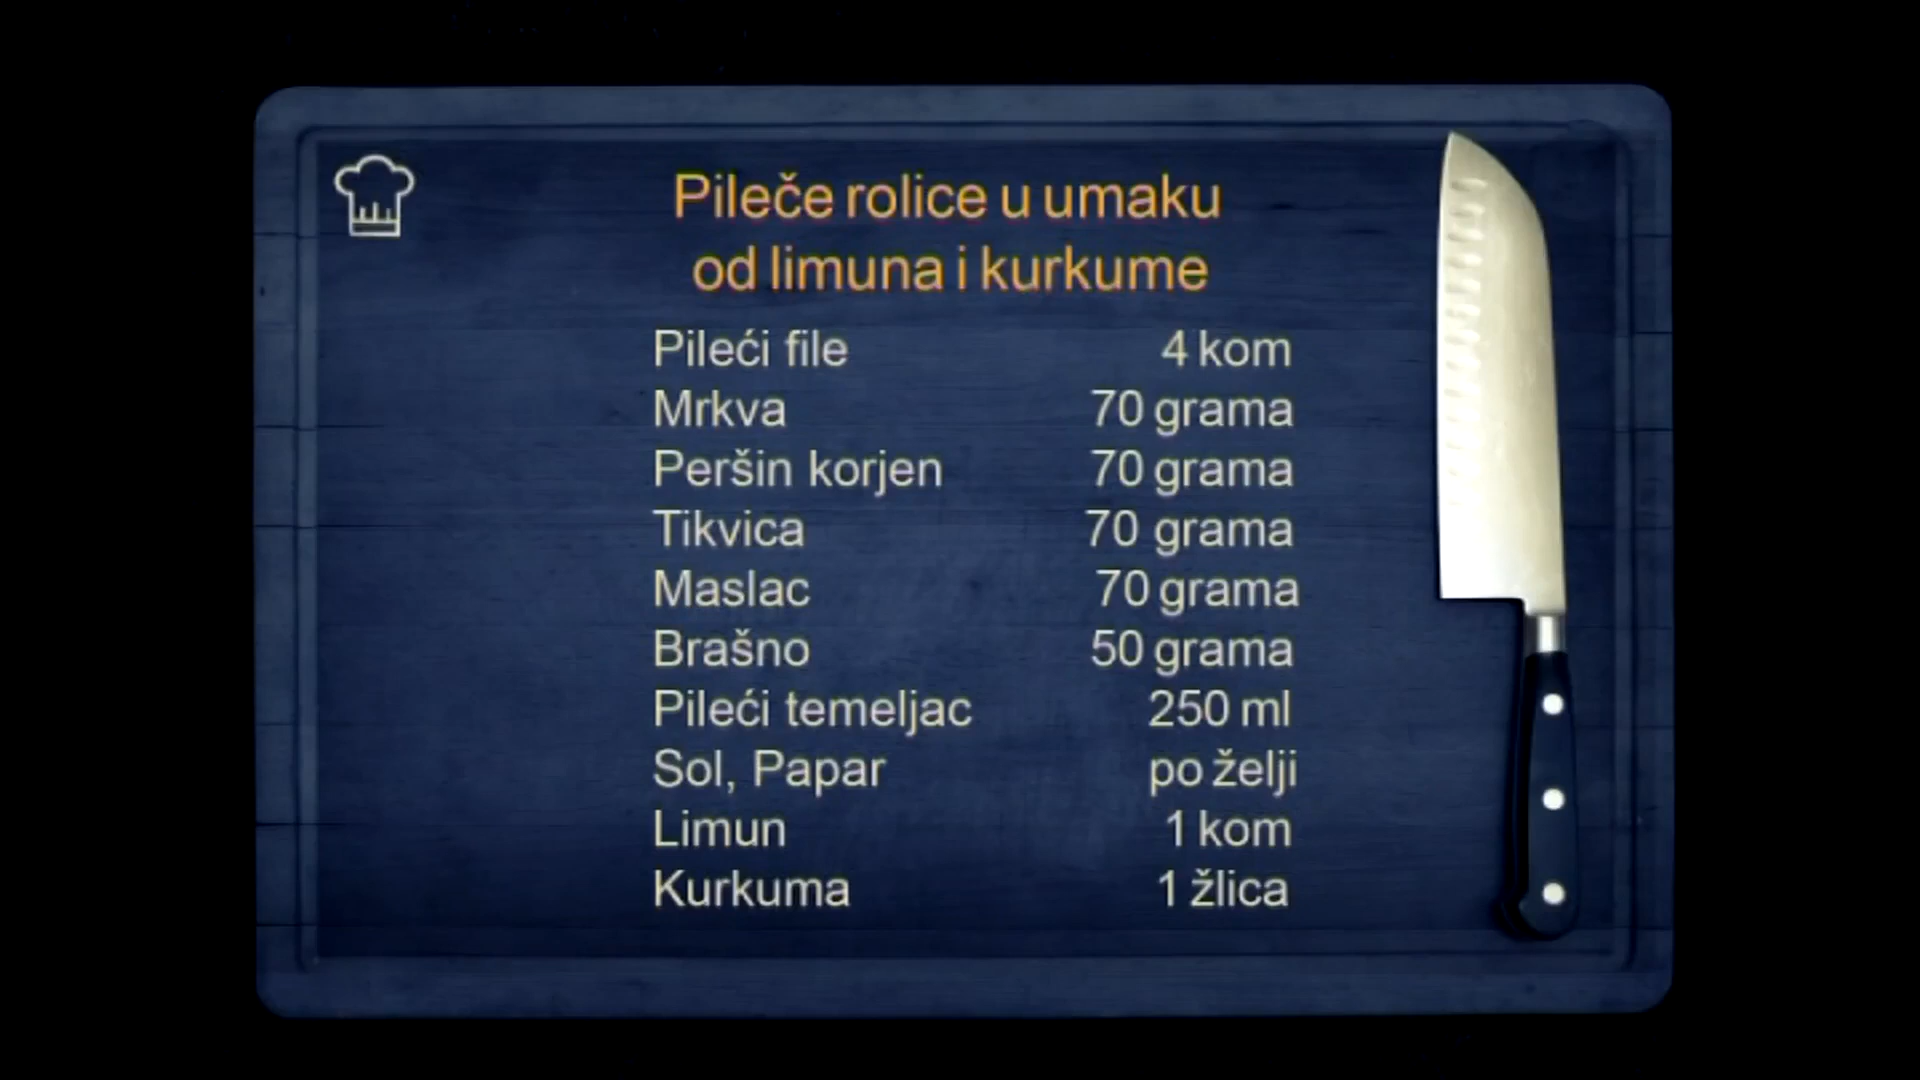 Pileče rolice u umaku
od limuna i kurkume
Pileći file 4 kom
Mrkva 70 grama
Peršin korjen 70 grama
Tikvica 70 grama
Maslac 70 grama
Brašno 50 grama
Pileći temeljac 250 ml
Sol, Papar po želji
Limun 1 kom
Kurkuma 1 žlica